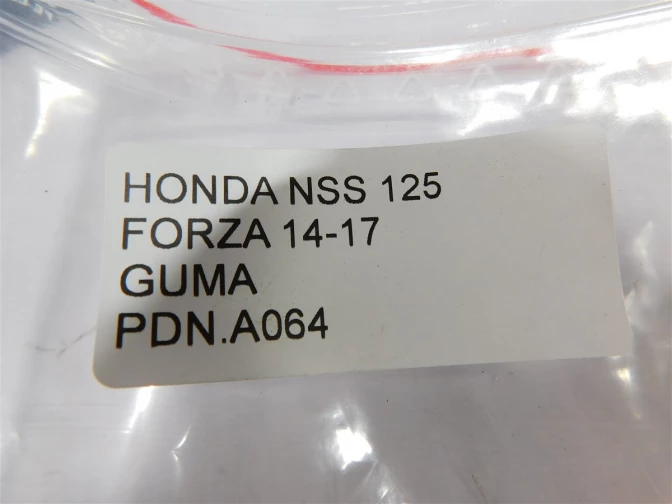 HONDA NSS 125
FORZA 14-17
GUMA
PDN.A064